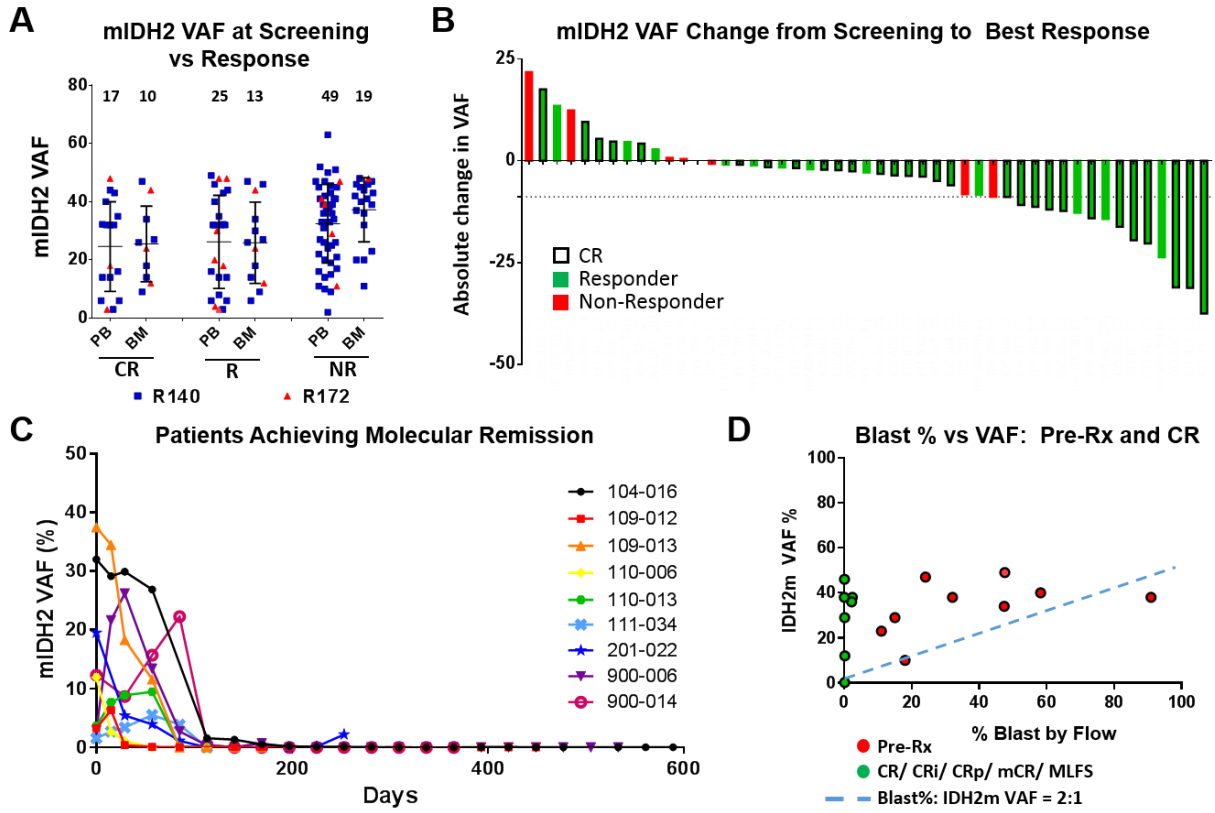 A
mIDH2 VAF at Screening
vs Response
mIDH2 VAF
80
60
40
20
0
17 10 25 13 49 19
PB BM PB BM PB BM
CR R NR
R140 R172
B
mIDH2 VAF Change from Screening to Best Response
Absolute change in VAF
25
0
-25
-50
CR
Responder
Non-Responder
C
Patients Achieving Molecular Remission
mIDH2 VAF (%)
50
40
30
20
10
0
0 200 400 600
Days
104-016
109-012
109-013
110-006
110-013
111-034
201-022
900-006
900-014
D
Blast % vs VAF: Pre-Rx and CR
IDH2m VAF %
100
80
60
40
20
0
0 20 40 60 80 100
% Blast by Flow
Pre-Rx
CR/ CRi/ CRp/ mCR/ MLFS
Blast%: IDH2m VAF = 2:1